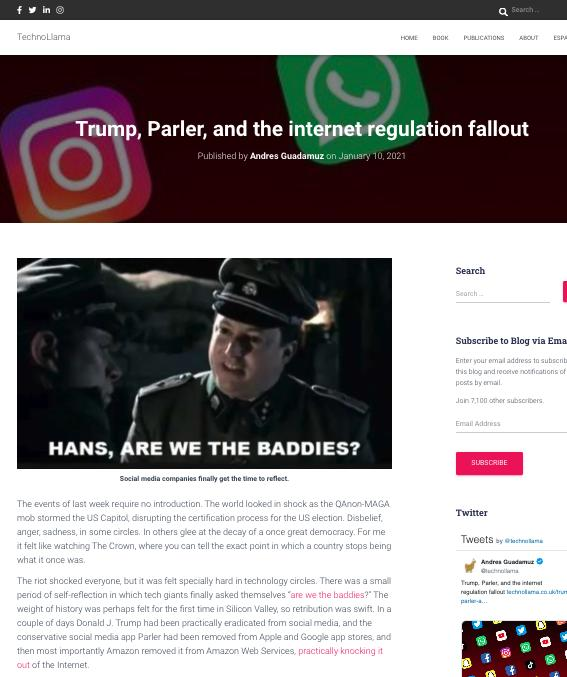 Search ...
TechnoLlama
HOME BOOK PUBLICATIONS ABOUT ESPA
Trump, Parler, and the internet regulation fallout
Published by Andres Guadamuz on January 10, 2021
HANS, ARE WE THE BADDIES?
Social media companies finally get the time to reflect.
The events of last week require no introduction. The world looked in shock as the QAnon-MAGA
mob stormed the US Capitol, disrupting the certification process for the US election. Disbelief,
anger, sadness, in some circles. In others glee at the decay of a once great democracy. For me
it felt like watching The Crown, where you can tell the exact point in which a country stops being
what it once was.
The riot shocked everyone, but it was felt specially hard in technology circles. There was a small
period of self-reflection in which tech giants finally asked themselves “are we the baddies?” The
weight of history was perhaps felt for the first time in Silicon Valley, so retribution was swift. In a
couple of days Donald J. Trump had been practically eradicated from social media, and the
conservative social media app Parler had been removed from Apple and Google app stores, and
then most importantly Amazon removed it from Amazon Web Services, practically knocking it
out of the Internet.
Search
Search ...
Subscribe to Blog via Ema
Enter your email address to subscrib
this blog and receive notifications of
posts by email.
Join 7,100 other subscribers.
Email Address
SUBSCRIBE
Twitter
Tweets by @technollama
Andres Guadamuz
@technollama
Trump, Parler, and the internet
regulation fallout technollama.co.uk/trum
parler-a…